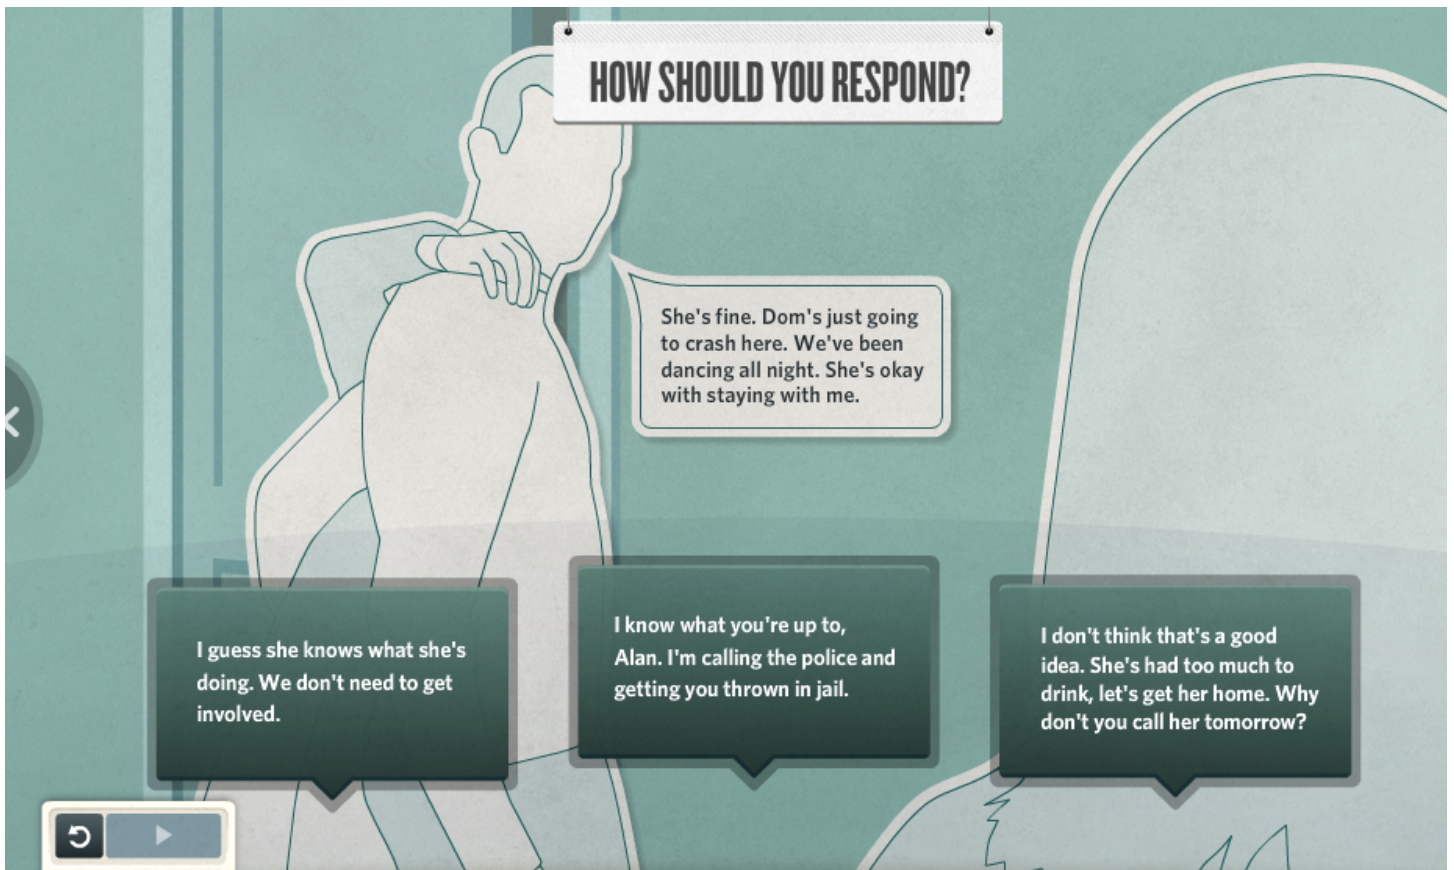 HOW SHOULD YOU RESPOND?
She's fine. Dom's just going
to crash here. We've been
dancing all night. She's okay
with staying with me.
I guess she knows what she's
doing. We don't need to get
involved.
I know what you're up to,
Alan. I'm calling the police and
getting you thrown in jail.
I don't think that's a good
idea. She's had too much to
drink, let's get her home. Why
don't you call her tomorrow?